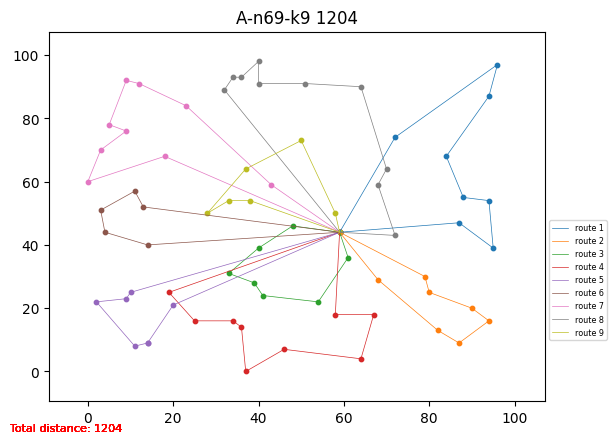 A-n69-k9 1204
100
80
60
40
20
0
0 20 40 60 80 100
route 1
route 2
route 3
route 4
route 5
route 6
route 7
route 8
route 9
Total distance: 1204